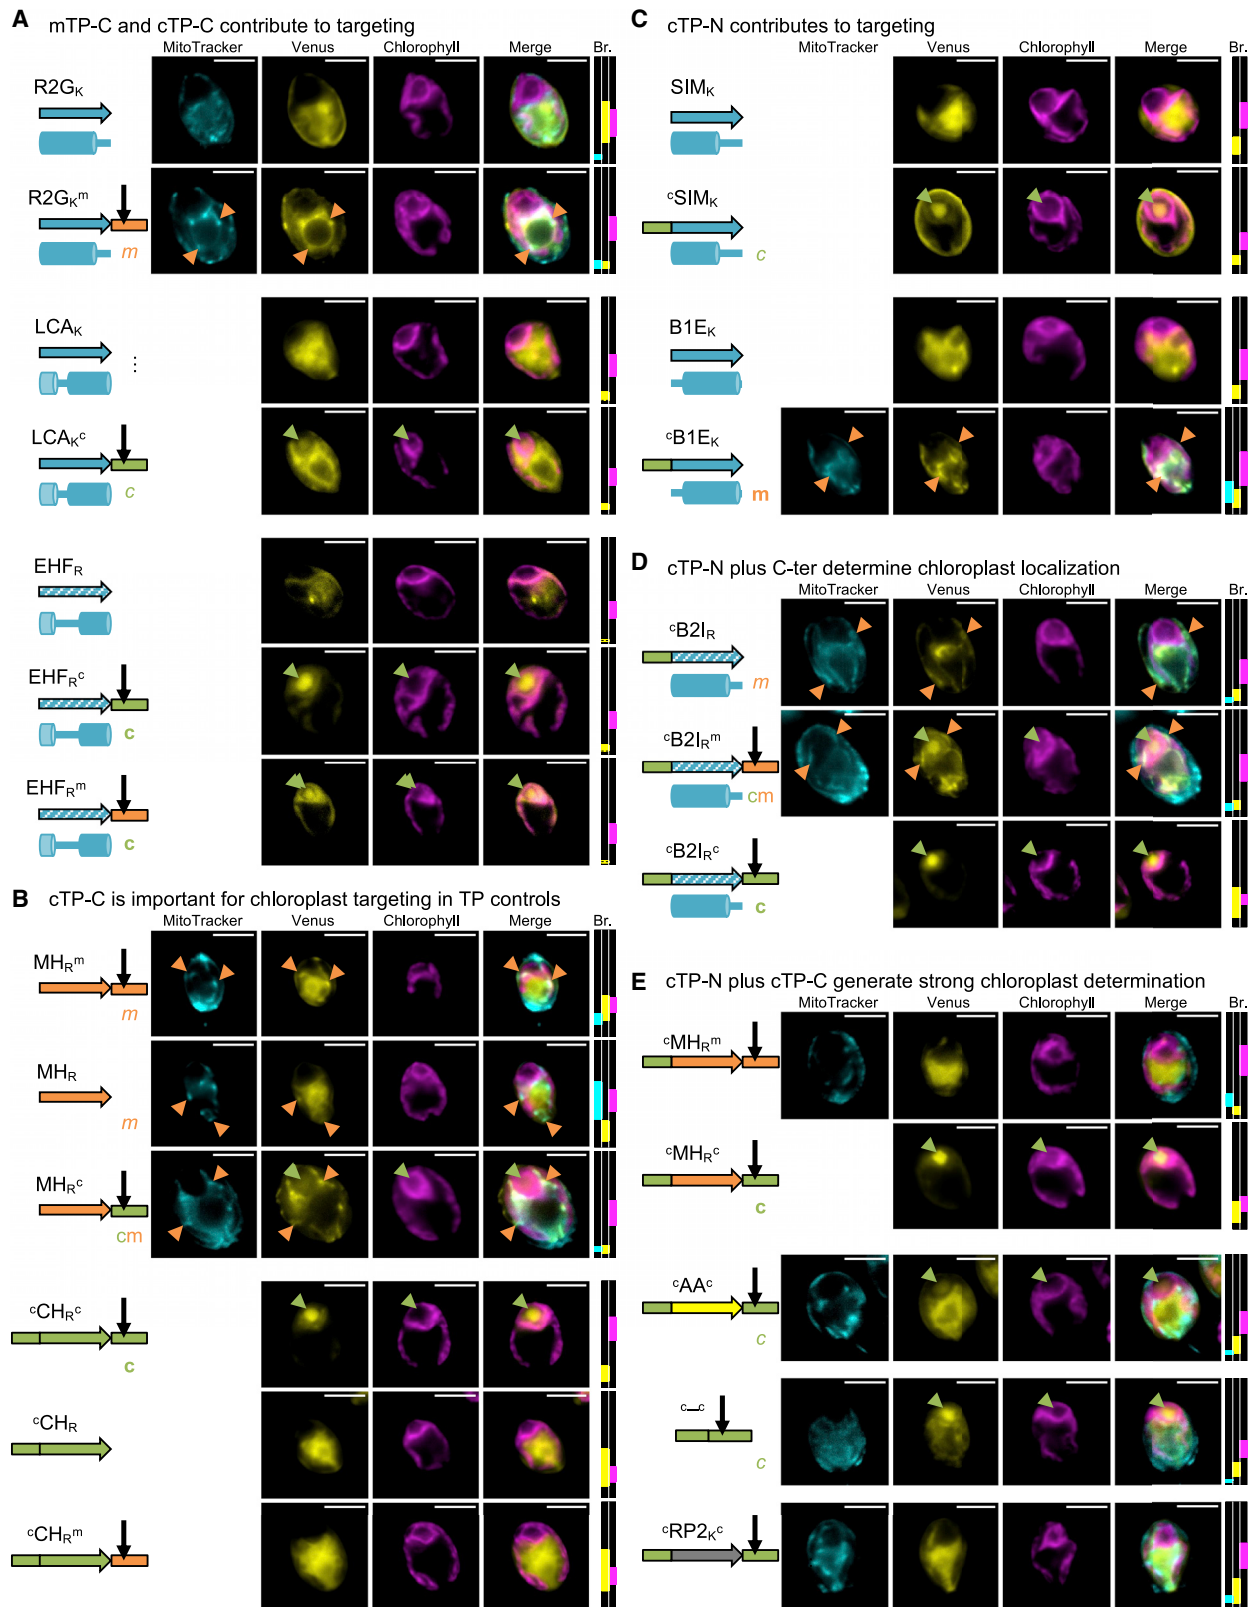 A mTP-C and cTP-C contribute to targeting
MitoTracker Venus Chlorophyll Merge Br.
R2GK
R2GKm
m
LCAK
⋮
LCAKc
c
EHFR
EHFRc
c
EHFRm
c
B cTP-C is important for chloroplast targeting in TP controls
MitoTracker Venus Chlorophyll Merge Br.
MHRm
m
MHR
m
MHRc
cm
cCHRc
c
cCHR
cCHRm
C cTP-N contributes to targeting
MitoTracker Venus Chlorophyll Merge Br.
SIMK
cSIMK
c
B1EK
cB1EK
m
D cTP-N plus C-ter determine chloroplast localization
MitoTracker Venus Chlorophyll Merge Br.
cB2IR
m
cB2IRm
cm
cB2IRc
c
E cTP-N plus cTP-C generate strong chloroplast determination
MitoTracker Venus Chlorophyll Merge Br.
cMHRm
cMHRc
c
cAAc
c
c–c
c
cRP2Kc